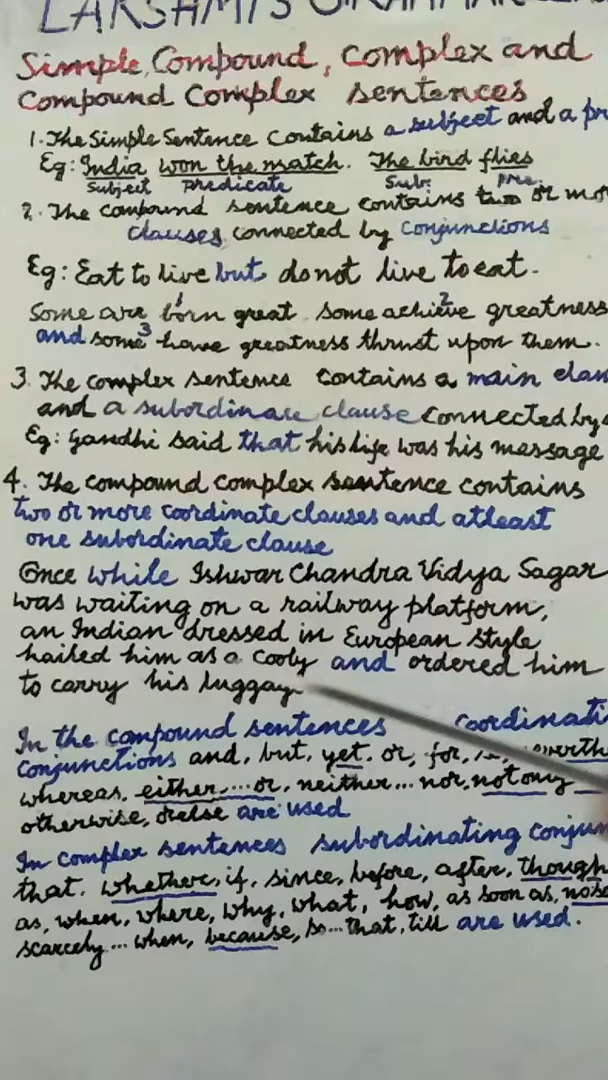 LAKSHMI'S GRAMMAR
Simple, Compound, Complex and
Compound Complex sentences
1. The Simple Sentence contains a subject and a
Eg: India won the match. The bird flies
Subject Predicate Sub: Pre.
2. The compound sentence contains two or
clauses connected by conjunctions
Eg: Eat to live but do not live to eat.
1 2
Some are born great some achieve greatness
and some 3 have greatness thrust upon them.
3. The complex sentence contains a main
and a subordinate clause connected by
Eg: Gandhi said that his life was his message
4. The compound complex sentence contains
two or more coordinate clauses and atleast
one subordinate clause
Once while Ishwar Chandra Vidya Sagar
was waiting on a railway platform,
an Indian dressed in European style
hailed him as a cooly and ordered him
to carry his
In the compound sentences
conjunctions and, but, yet, or, for,
whereas, either....or, neither... nor, not only
otherwise, orelse are used
In complex sentences subordinating
that, whether, if, since, before, after, though
as, when, where, why, what, how, as soon as,
scarcely... when, because, so... that, till are used.